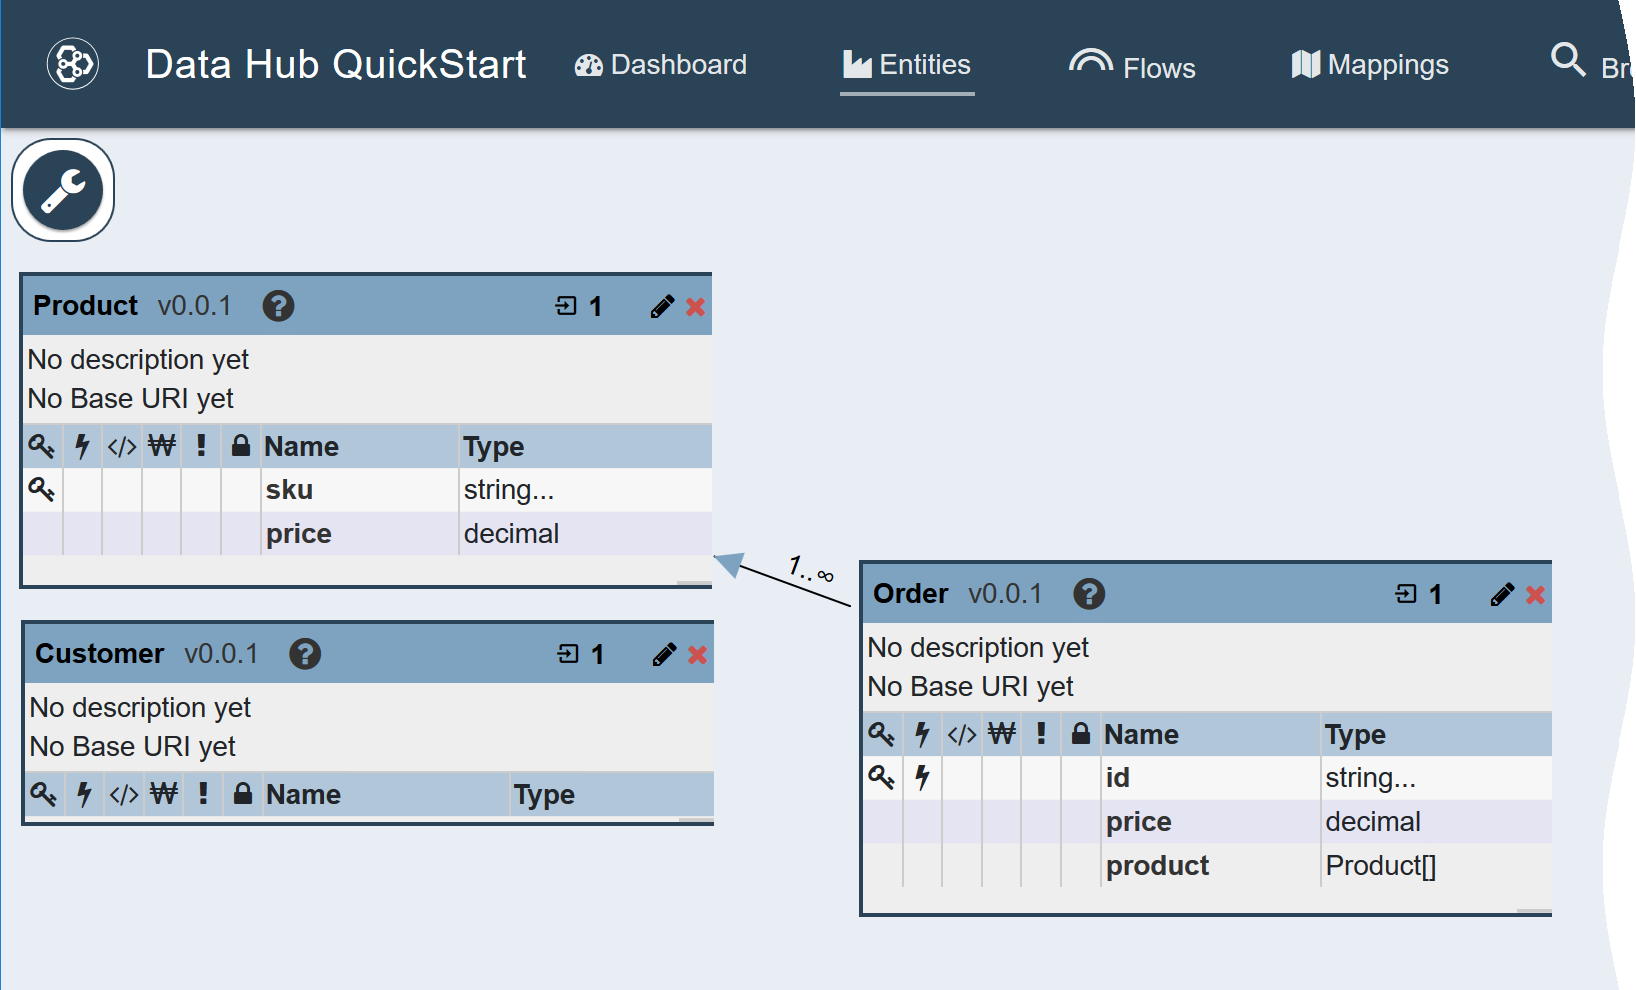 Data Hub QuickStart Dashboard Entities Flows Mappings
Product v0.0.1 ? 1
No description yet
No Base URI yet
</> ₩ ! Name Type
sku string...
price decimal
1..∞
Customer v0.0.1 ? 1
No description yet
No Base URI yet
</> ₩ ! Name Type
Order v0.0.1 ? 1
No description yet
No Base URI yet
</> ₩ ! Name Type
id string...
price decimal
product Product[]